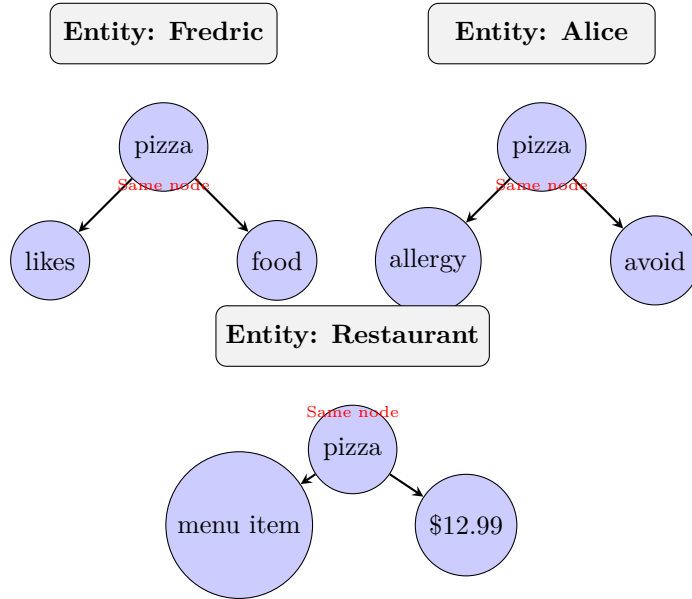 Entity: Fredric
Entity: Alice
pizza
pizza
Same node
Same node
likes
food
allergy
avoid
Entity: Restaurant
Same node
pizza
menu item
$12.99